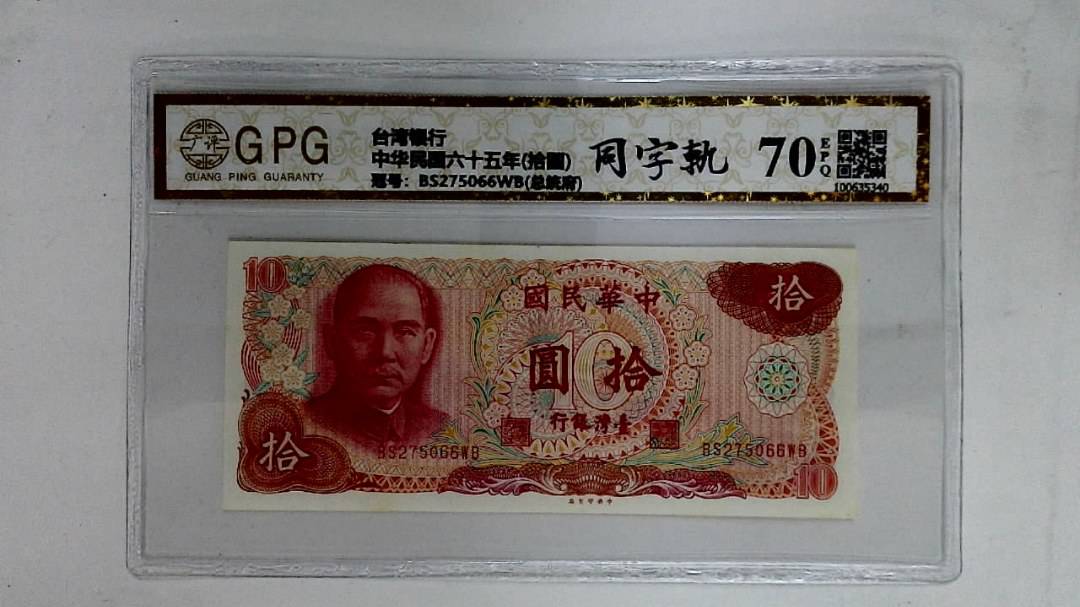 GPG
GUANG PING GUARANTY
台湾银行
中华民国六十五年(拾圆)
冠号：BS275066WB(总统府)
同字軌
70
EPQ
100635340
10
拾
國民華中
10
圓拾
行銀灣臺
BS275066WB
BS275066WB
拾
10